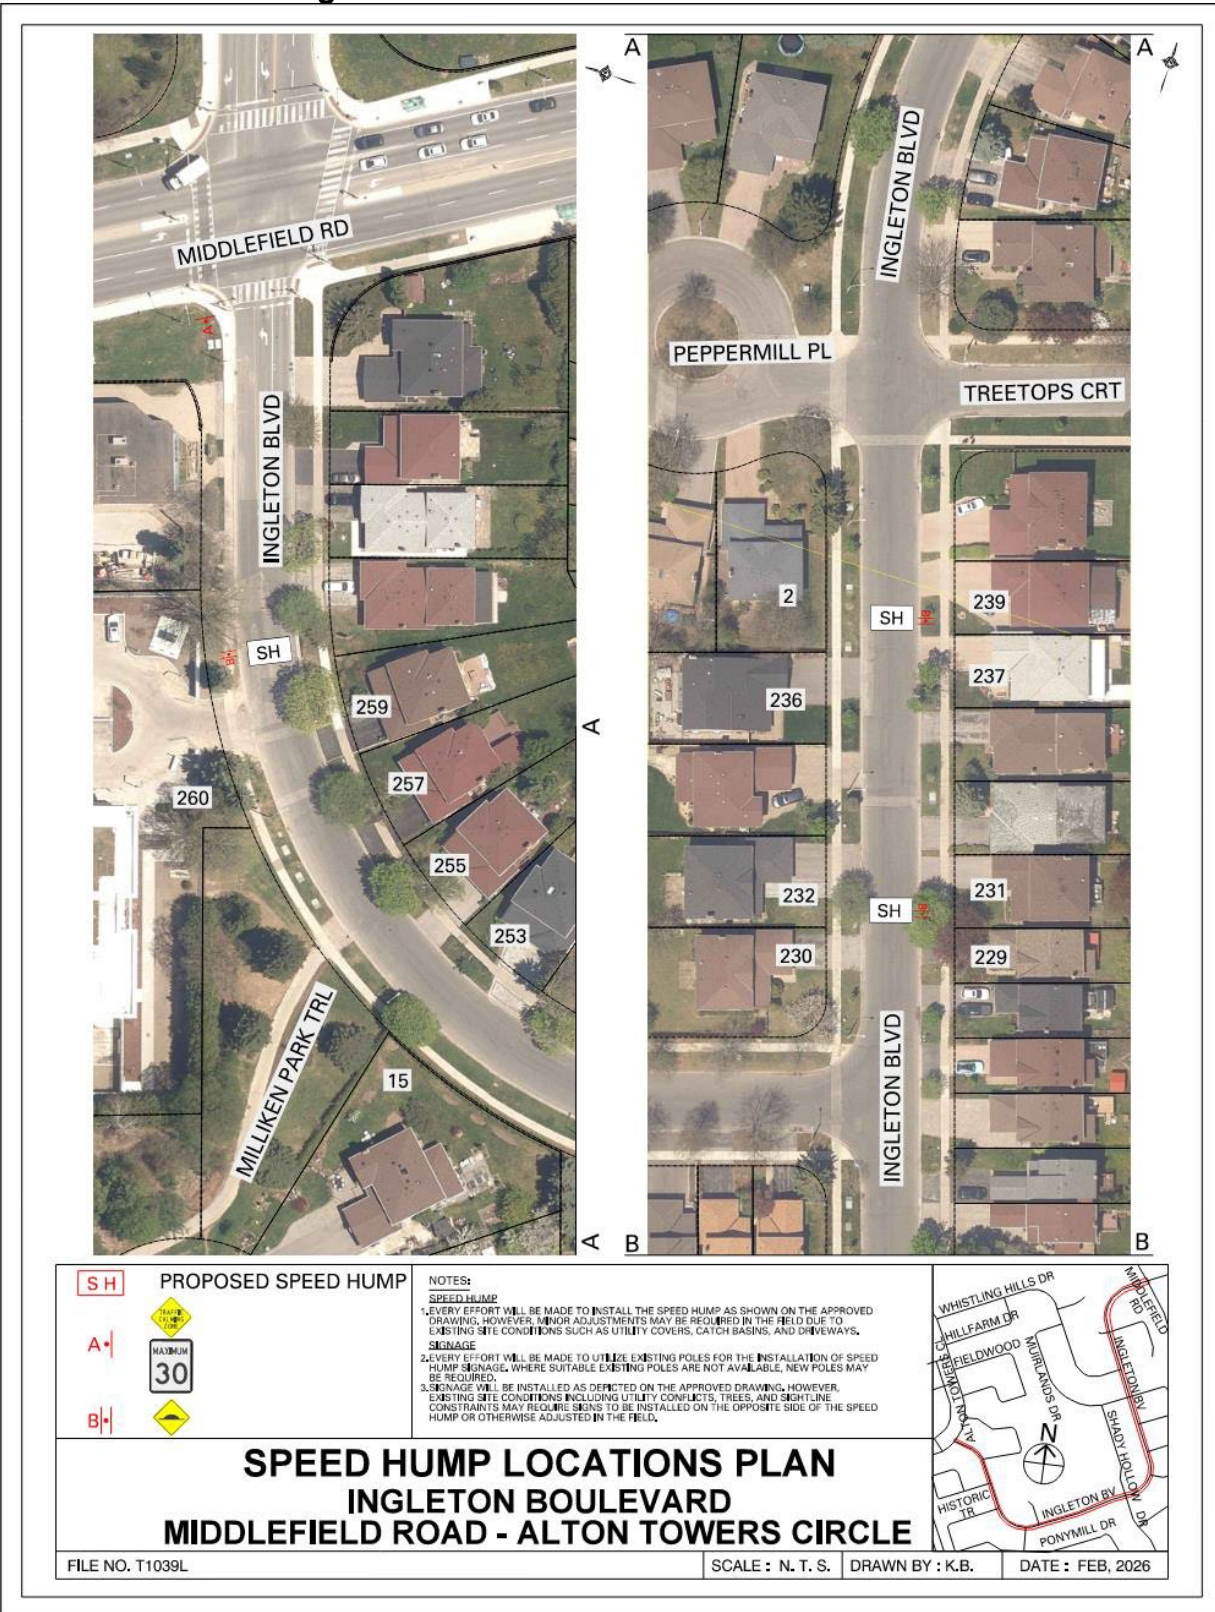 A
A
MIDDLEFIELD RD
A•
INGLETON BLVD
B•
SH
259
257
260
255
253
MILLIKEN PARK TRL
15
A
A
INGLETON BLVD
PEPPERMILL PL
TREETOPS CRT
2
SH
B•
239
237
236
232
SH
B•
231
230
229
INGLETON BLVD
B
B
SH
PROPOSED SPEED HUMP
TRAFFIC
CALMING
ZONE
A•
MAXIMUM
30
B•
NOTES:
SPEED HUMP
1. EVERY EFFORT WILL BE MADE TO INSTALL THE SPEED HUMP AS SHOWN ON THE APPROVED
DRAWING, HOWEVER, MINOR ADJUSTMENTS MAY BE REQUIRED IN THE FIELD DUE TO
EXISTING SITE CONDITIONS SUCH AS UTILITY COVERS, CATCH BASINS, AND DRIVEWAYS.
SIGNAGE
2. EVERY EFFORT WILL BE MADE TO UTILIZE EXISTING POLES FOR THE INSTALLATION OF SPEED
HUMP SIGNAGE. WHERE SUITABLE EXISTING POLES ARE NOT AVAILABLE, NEW POLES MAY
BE REQUIRED.
3. SIGNAGE WILL BE INSTALLED AS DEPICTED ON THE APPROVED DRAWING. HOWEVER,
EXISTING SITE CONDITIONS INCLUDING UTILITY CONFLICTS, TREES, AND SIGHTLINE
CONSTRAINTS MAY REQUIRE SIGNS TO BE INSTALLED ON THE OPPOSITE SIDE OF THE SPEED
HUMP OR OTHERWISE ADJUSTED IN THE FIELD.
WHISTLING HILLS DR
MIDDLEFIELD
RD
HILLFARM DR
FIELDWOOD
ALTON TOWERS CI
MUIRLANDS DR
INGLETON BV
SHADY HOLLOW DR
N
HISTORIC
TR
INGLETON BV
PONYMILL DR
SPEED HUMP LOCATIONS PLAN
INGLETON BOULEVARD
MIDDLEFIELD ROAD - ALTON TOWERS CIRCLE
FILE NO. T1039L
SCALE : N. T. S.
DRAWN BY : K.B.
DATE : FEB, 2026